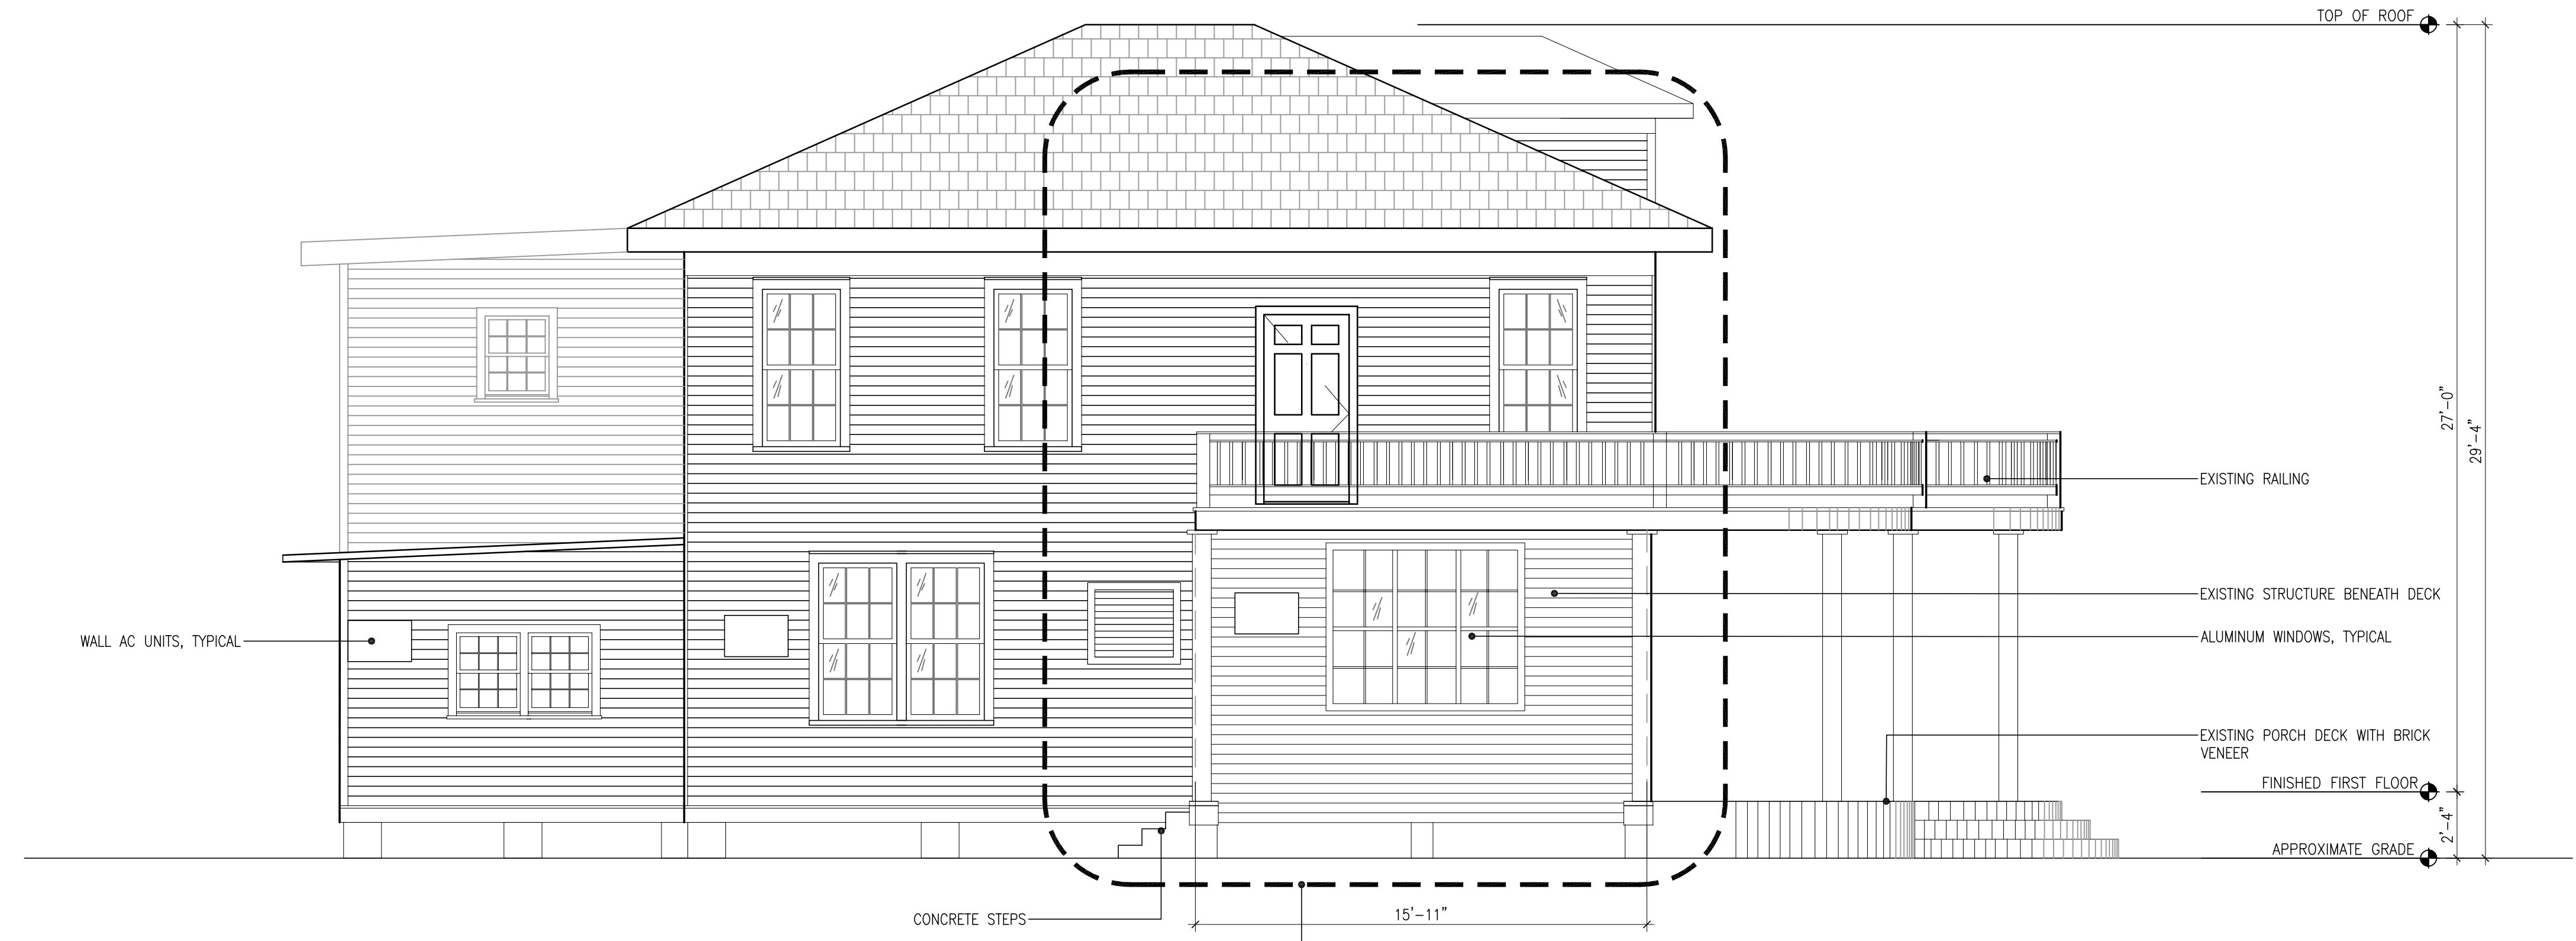 TOP OF ROOF
27'-0"
29'-4"
EXISTING RAILING
EXISTING STRUCTURE BENEATH DECK
WALL AC UNITS, TYPICAL
ALUMINUM WINDOWS, TYPICAL
EXISTING PORCH DECK WITH BRICK
VENEER
FINISHED FIRST FLOOR
2'-4"
APPROXIMATE GRADE
CONCRETE STEPS
15'-11"